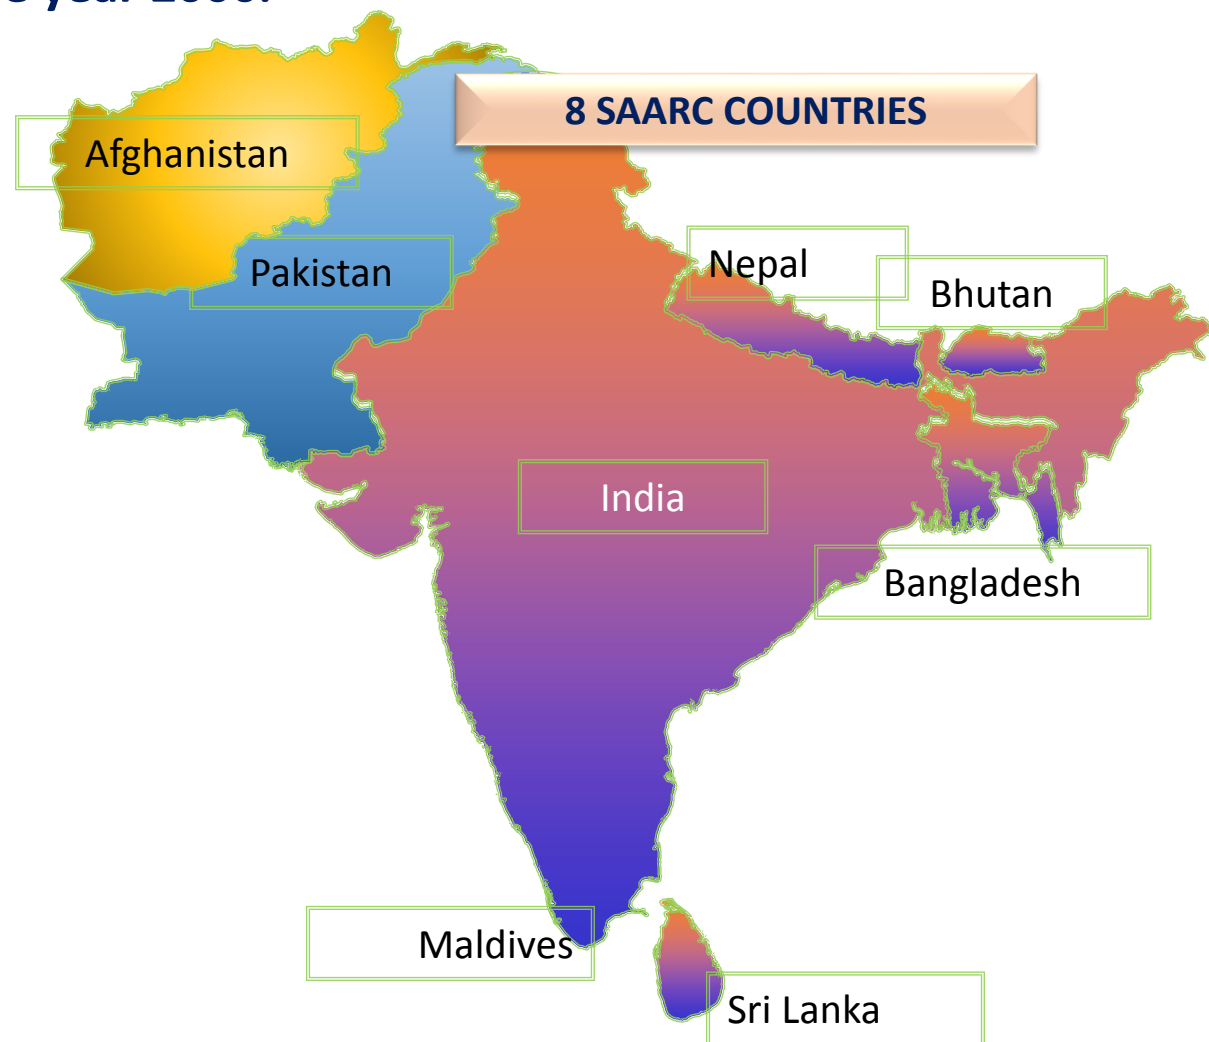 8 SAARC COUNTRIES
Afghanistan
Pakistan
Nepal
Bhutan
India
Bangladesh
Maldives
Sri Lanka